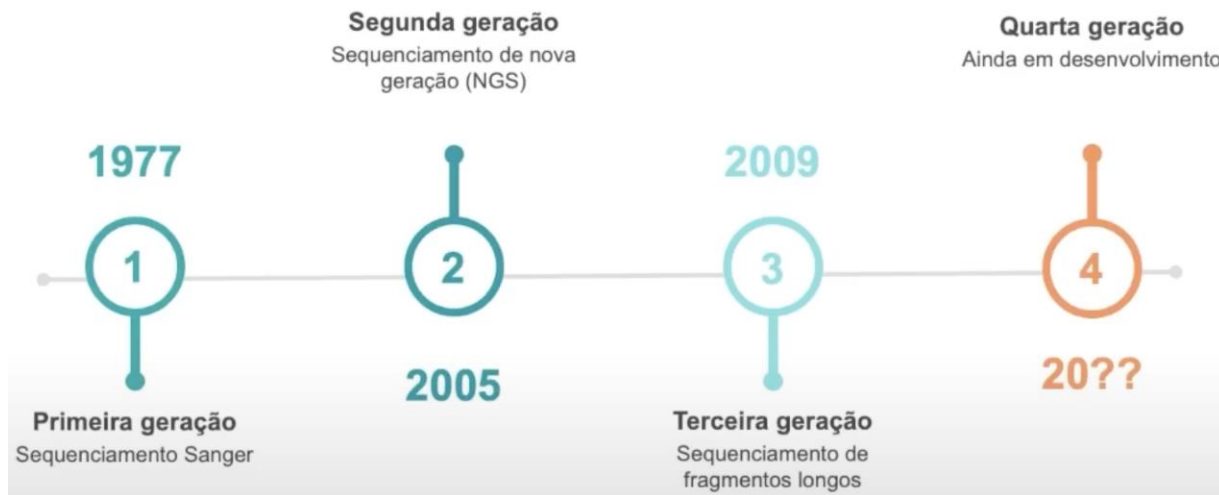 Segunda geração
Sequenciamento de nova
geração (NGS)
Quarta geração
Ainda em desenvolvimento
1977
2009
1
2
3
4
2005
20??
Primeira geração
Sequenciamento Sanger
Terceira geração
Sequenciamento de
fragmentos longos